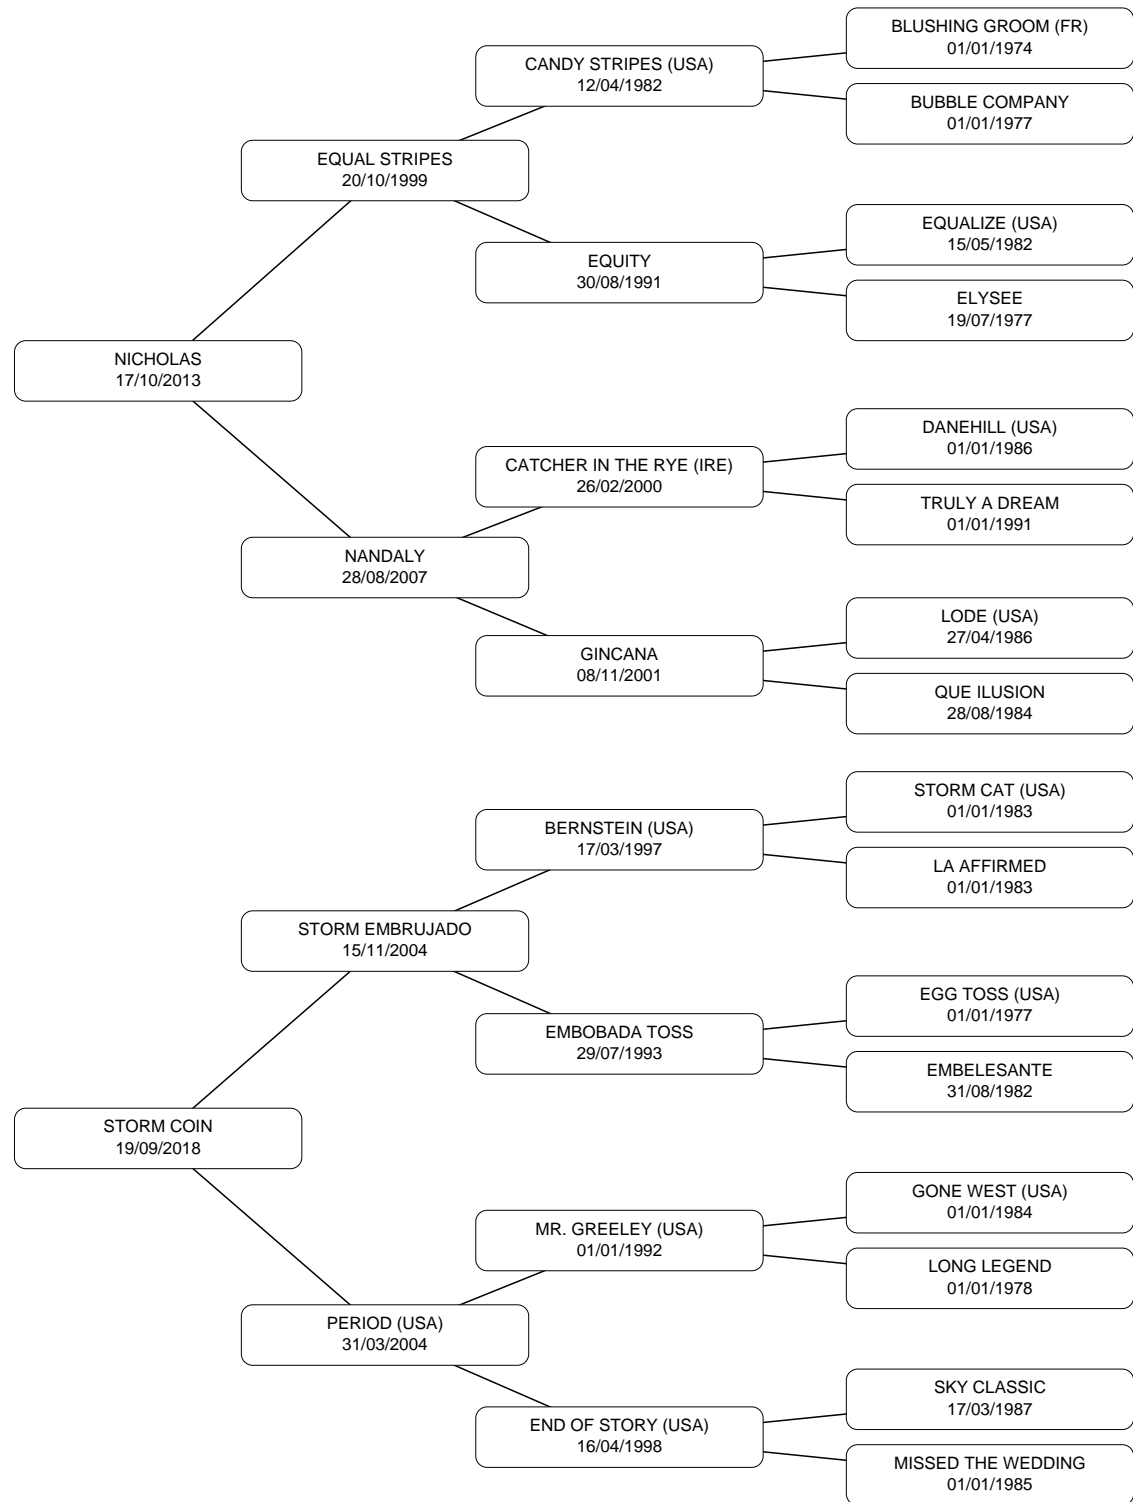 BLUSHING GROOM (FR)
01/01/1974
CANDY STRIPES (USA)
12/04/1982
BUBBLE COMPANY
01/01/1977
EQUAL STRIPES
20/10/1999
EQUALIZE (USA)
15/05/1982
EQUITY
30/08/1991
ELYSEE
19/07/1977
NICHOLAS
17/10/2013
DANEHILL (USA)
01/01/1986
CATCHER IN THE RYE (IRE)
26/02/2000
TRULY A DREAM
01/01/1991
NANDALY
28/08/2007
LODE (USA)
27/04/1986
GINCANA
08/11/2001
QUE ILUSION
28/08/1984
STORM CAT (USA)
01/01/1983
BERNSTEIN (USA)
17/03/1997
LA AFFIRMED
01/01/1983
STORM EMBRUJADO
15/11/2004
EGG TOSS (USA)
01/01/1977
EMBOBADA TOSS
29/07/1993
EMBELESANTE
31/08/1982
STORM COIN
19/09/2018
GONE WEST (USA)
01/01/1984
MR. GREELEY (USA)
01/01/1992
LONG LEGEND
01/01/1978
PERIOD (USA)
31/03/2004
SKY CLASSIC
17/03/1987
END OF STORY (USA)
16/04/1998
MISSED THE WEDDING
01/01/1985